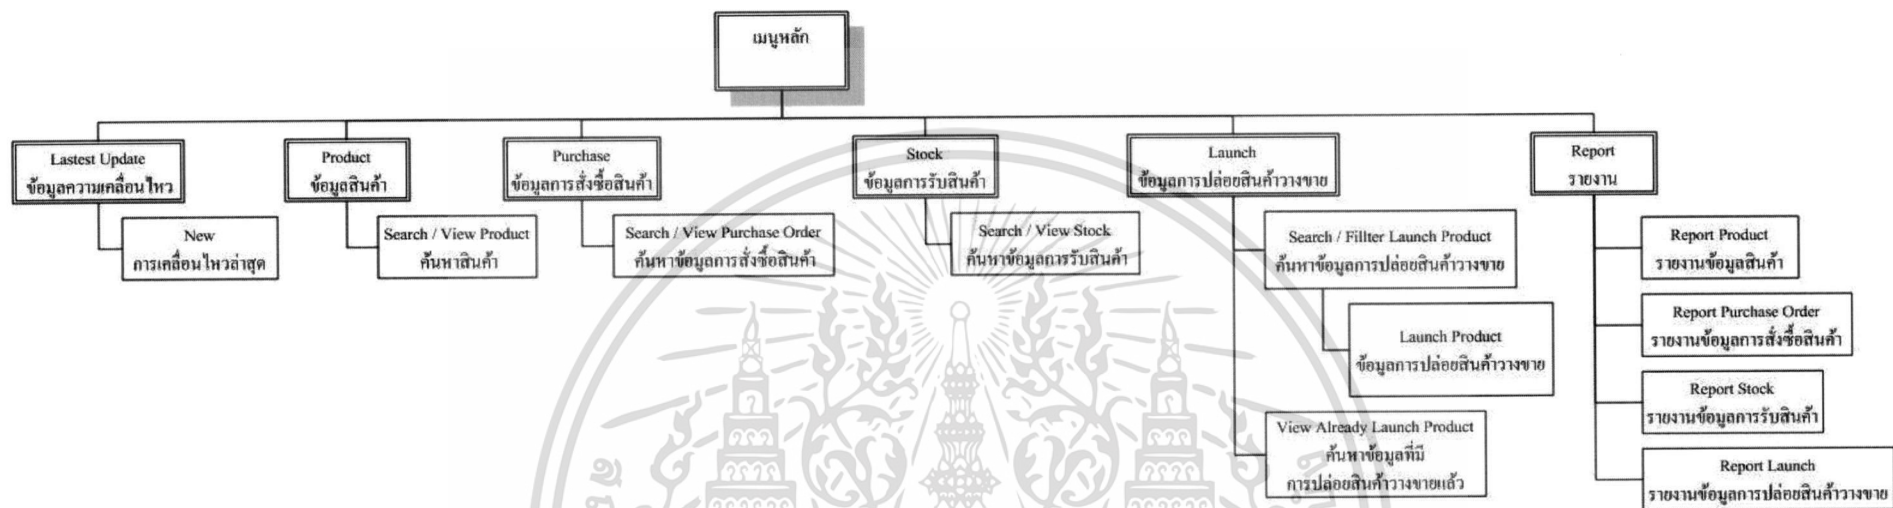 เมนูหลัก
Lastest Update
ข้อมูลความเคลื่อนไหว
Product
ข้อมูลสินค้า
Purchase
ข้อมูลการสั่งซื้อสินค้า
Stock
ข้อมูลการรับสินค้า
Launch
ข้อมูลการปล่อยสินค้าวางขาย
Report
รายงาน
New
การเคลื่อนไหวล่าสุด
Search / View Product
ค้นหาสินค้า
Search / View Purchase Order
ค้นหาข้อมูลการสั่งซื้อสินค้า
Search / View Stock
ค้นหาข้อมูลการรับสินค้า
Search / Fillter Launch Product
ค้นหาข้อมูลการปล่อยสินค้าวางขาย
Launch Product
ข้อมูลการปล่อยสินค้าวางขาย
View Already Launch Product
ค้นหาข้อมูลที่มี
การปล่อยสินค้าวางขายแล้ว
Report Product
รายงานข้อมูลสินค้า
Report Purchase Order
รายงานข้อมูลการสั่งซื้อสินค้า
Report Stock
รายงานข้อมูลการรับสินค้า
Report Launch
รายงานข้อมูลการปล่อยสินค้าวางขาย